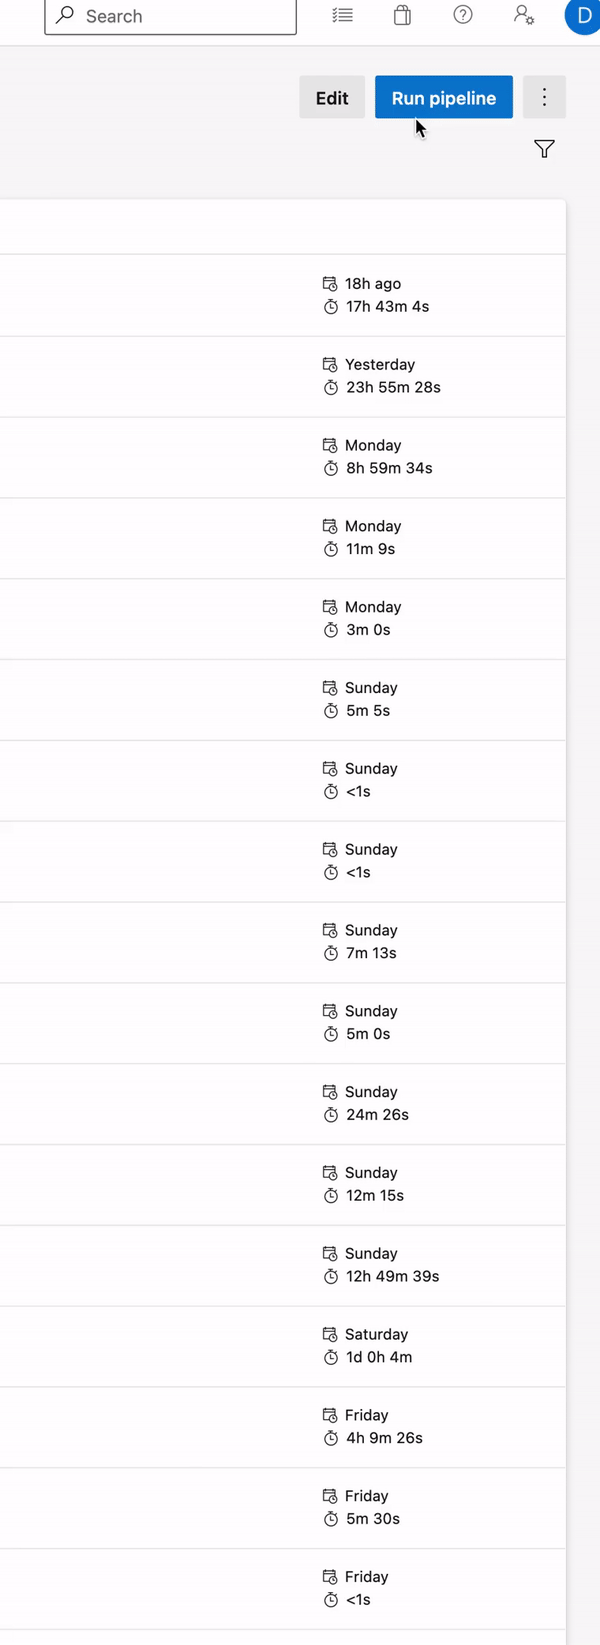 Search
D
Edit
Run pipeline
18h ago
17h 43m 4s
Yesterday
23h 55m 28s
Monday
8h 59m 34s
Monday
11m 9s
Monday
3m 0s
Sunday
5m 5s
Sunday
<1s
Sunday
<1s
Sunday
7m 13s
Sunday
5m 0s
Sunday
24m 26s
Sunday
12m 15s
Sunday
12h 49m 39s
Saturday
1d 0h 4m
Friday
4h 9m 26s
Friday
5m 30s
Friday
<1s